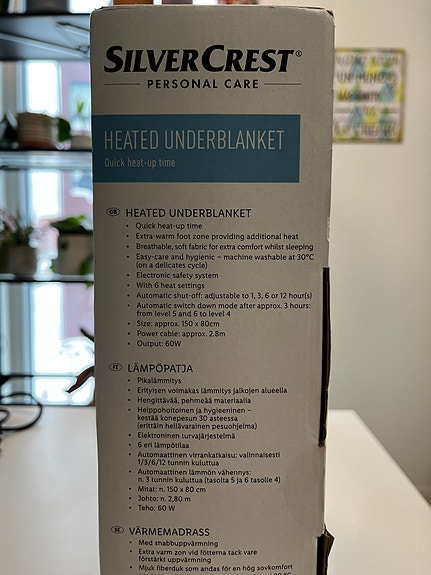 SILVERCREST®
PERSONAL CARE
HEATED UNDERBLANKET
Quick heat-up time
GB HEATED UNDERBLANKET
• Quick heat-up time
• Extra-warm foot zone providing additional heat
• Breathable, soft fabric for extra comfort whilst sleeping
• Easy-care and hygienic – machine washable at 30°C
(on a delicates cycle)
• Electronic safety system
• With 6 heat settings
• Automatic shut-off: adjustable to 1, 3, 6 or 12 hour(s)
• Automatic switch down mode after approx. 3 hours:
from level 5 and 6 to level 4
• Size: approx. 150 x 80cm
• Power cable: approx. 2.8m
• Output: 60W
FI LÄMPÖPATJA
• Pikalämmitys
• Erityisen voimakas lämmitys jalkojen alueella
• Hengittävää, pehmeää materiaalia
• Helppohoitoinen ja hygieeninen –
kestää konepesun 30 asteessa
(erittäin hellävarainen pesuohjelma)
• Elektroninen turvajärjestelmä
• 6 eri lämpötilaa
• Automaattinen virrankatkaisu: valinnaisesti
1/3/6/12 tunnin kuluttua
• Automaattinen lämmön vähennys:
n. 3 tunnin kuluttua (tasolta 5 ja 6 tasolle 4)
• Mitat: n. 150 x 80 cm
• Johto: n. 2,80 m
• Teho: 60 W
SE VÄRMEMADRASS
• Med snabbuppvärmning
• Extra varm zon vid fötterna tack vare
förstärkt uppvärmning
• Mjuk fiberduk som andas för en hög sovkomfort